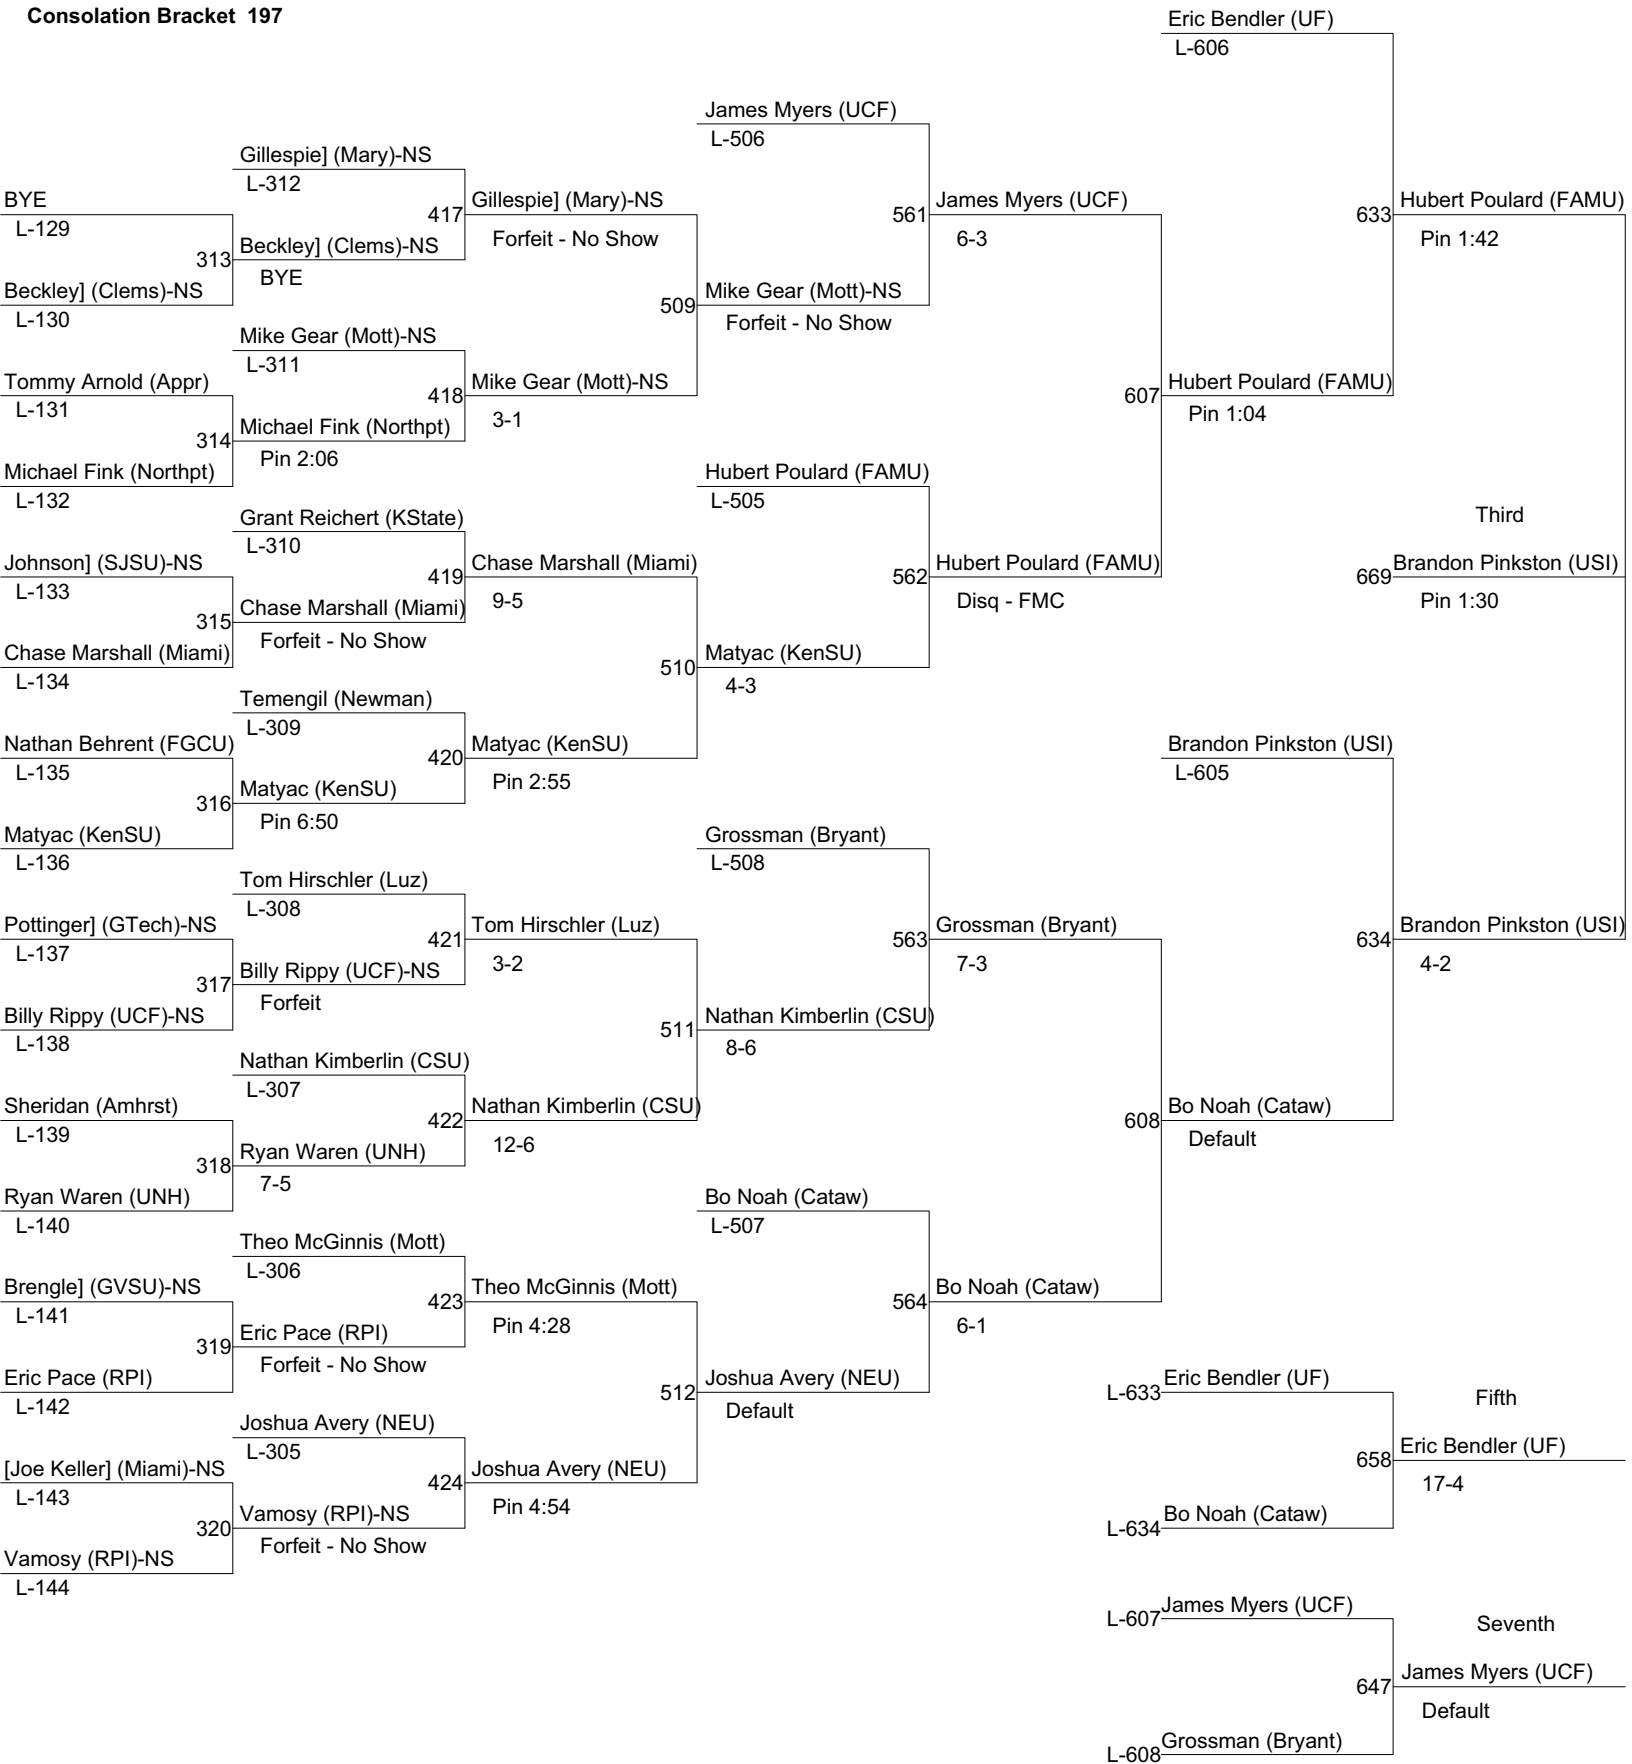 Consolation Bracket 197
BYE
L-129
Beckley] (Clems)-NS
L-130
Tommy Arnold (Appr)
L-131
Michael Fink (Northpt)
L-132
Johnson] (SJSU)-NS
L-133
Chase Marshall (Miami)
L-134
Nathan Behrent (FGCU)
L-135
Matyac (KenSU)
L-136
Pottinger] (GTech)-NS
L-137
Billy Rippy (UCF)-NS
L-138
Sheridan (Amhrst)
L-139
Ryan Waren (UNH)
L-140
Brengle] (GVSU)-NS
L-141
Eric Pace (RPI)
L-142
[Joe Keller] (Miami)-NS
L-143
Vamosy (RPI)-NS
L-144
Gillespie] (Mary)-NS
L-312
313
Beckley] (Clems)-NS
BYE
Mike Gear (Mott)-NS
L-311
314
Michael Fink (Northpt)
Pin 2:06
Grant Reichert (KState)
L-310
315
Chase Marshall (Miami)
Forfeit - No Show
Temengil (Newman)
L-309
316
Matyac (KenSU)
Pin 6:50
Tom Hirschler (Luz)
L-308
317
Billy Rippy (UCF)-NS
Forfeit
Nathan Kimberlin (CSU)
L-307
318
Ryan Waren (UNH)
7-5
Theo McGinnis (Mott)
L-306
319
Eric Pace (RPI)
Forfeit - No Show
Joshua Avery (NEU)
L-305
320
Vamosy (RPI)-NS
Forfeit - No Show
417
Gillespie] (Mary)-NS
Forfeit - No Show
418
Mike Gear (Mott)-NS
3-1
419
Chase Marshall (Miami)
9-5
420
Matyac (KenSU)
Pin 2:55
421
Tom Hirschler (Luz)
3-2
422
Nathan Kimberlin (CSU)
12-6
423
Theo McGinnis (Mott)
Pin 4:28
424
Joshua Avery (NEU)
Pin 4:54
James Myers (UCF)
L-506
509
Mike Gear (Mott)-NS
Forfeit - No Show
Hubert Poulard (FAMU)
L-505
510
Matyac (KenSU)
4-3
Grossman (Bryant)
L-508
511
Nathan Kimberlin (CSU)
8-6
Bo Noah (Cataw)
L-507
512
Joshua Avery (NEU)
Default
561
James Myers (UCF)
6-3
562
Hubert Poulard (FAMU)
Disq - FMC
563
Grossman (Bryant)
7-3
564
Bo Noah (Cataw)
6-1
Eric Bendler (UF)
L-606
607
Hubert Poulard (FAMU)
Pin 1:04
Brandon Pinkston (USI)
L-605
608
Bo Noah (Cataw)
Default
633
Hubert Poulard (FAMU)
Pin 1:42
634
Brandon Pinkston (USI)
4-2
Third
669
Brandon Pinkston (USI)
Pin 1:30
L-633
Eric Bendler (UF)
L-634
Bo Noah (Cataw)
Fifth
658
Eric Bendler (UF)
17-4
L-607
James Myers (UCF)
L-608
Grossman (Bryant)
Seventh
647
James Myers (UCF)
Default